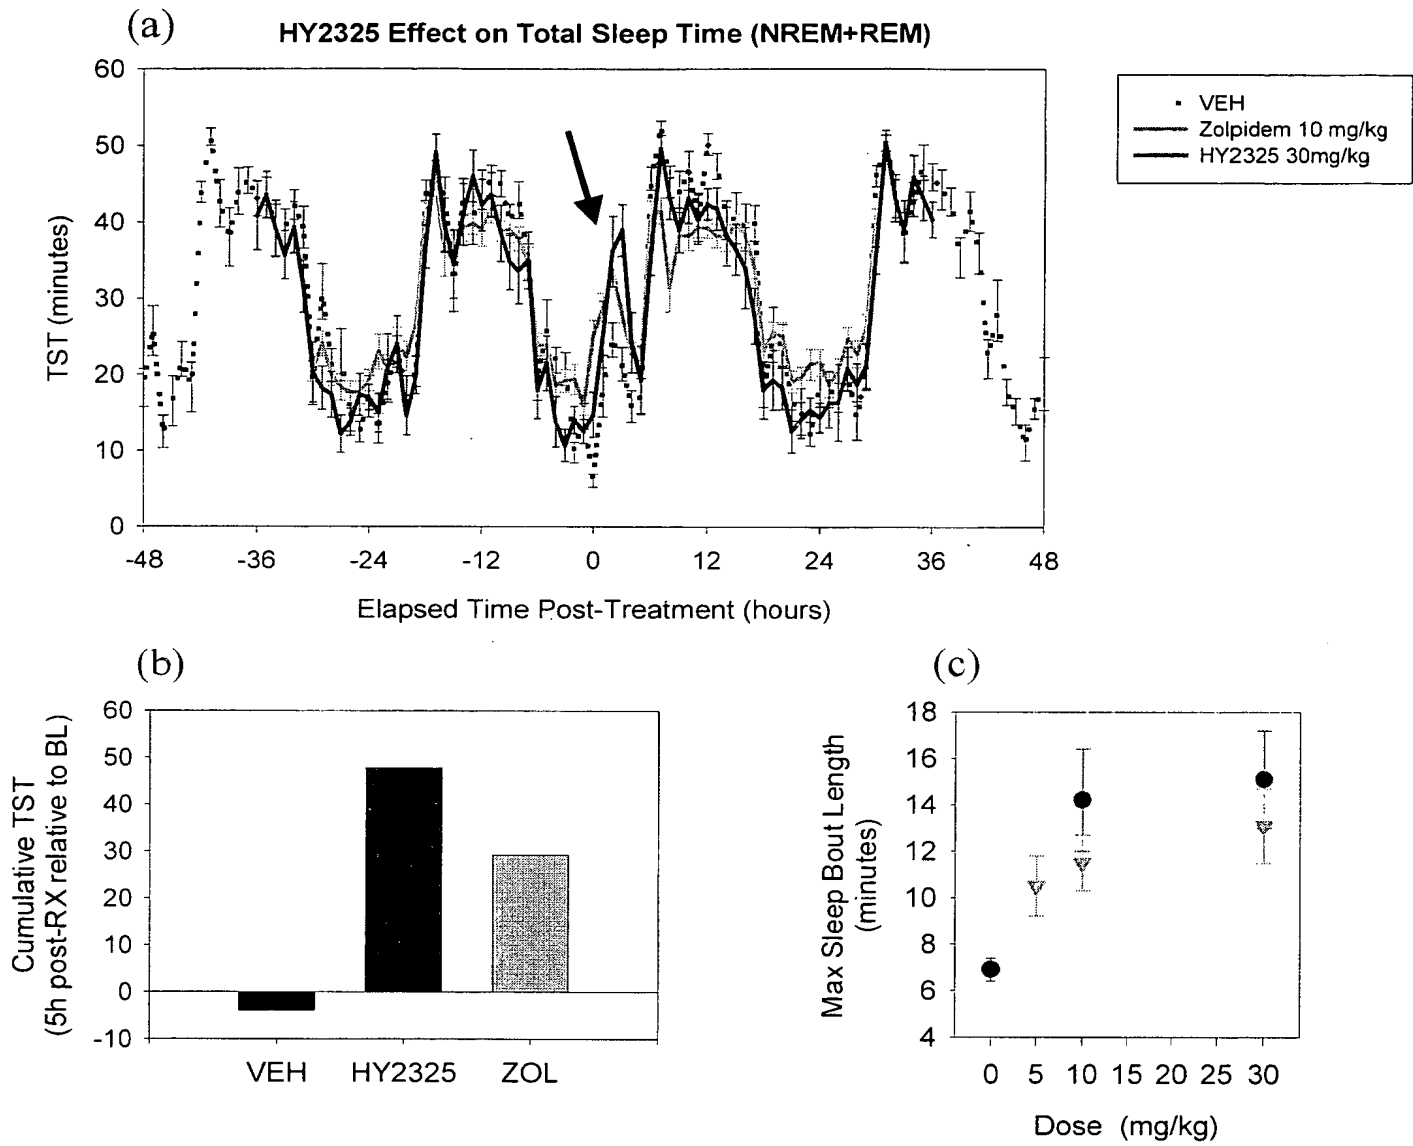 (a)
HY2325 Effect on Total Sleep Time (NREM+REM)
60
50
40
30
20
10
0
TST (minutes)
-48 -36 -24 -12 0 12 24 36 48
Elapsed Time Post-Treatment (hours)
VEH
Zolpidem 10 mg/kg
HY2325 30mg/kg
(b)
60
50
40
30
20
10
0
-10
Cumulative TST
(5h post-RX relative to BL)
VEH HY2325 ZOL
(c)
18
16
14
12
10
8
6
4
Max Sleep Bout Length
(minutes)
0 5 10 15 20 25 30
Dose (mg/kg)